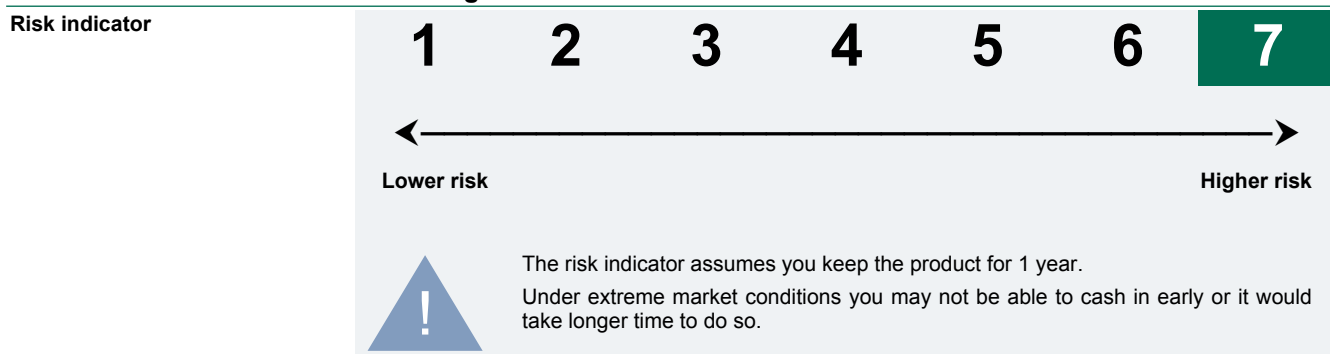 Risk indicator
1 2 3 4 5 6 7
Lower risk Higher risk
!
The risk indicator assumes you keep the product for 1 year.
Under extreme market conditions you may not be able to cash in early or it would
take longer time to do so.